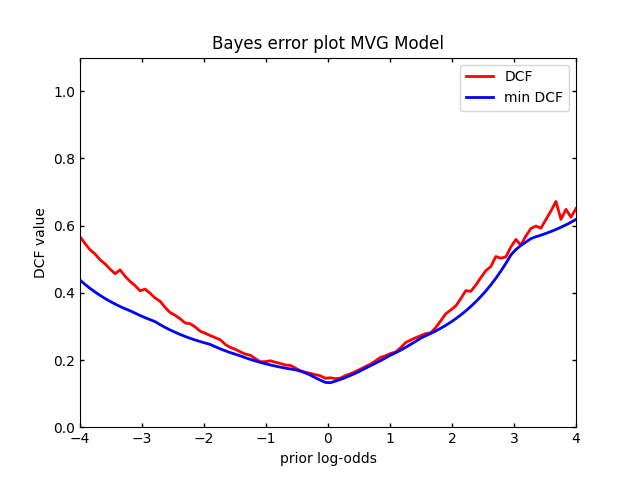 Bayes error plot MVG Model
DCF
min DCF
1.0
0.8
0.6
0.4
0.2
0.0
DCF value
−4 −3 −2 −1 0 1 2 3 4
prior log-odds